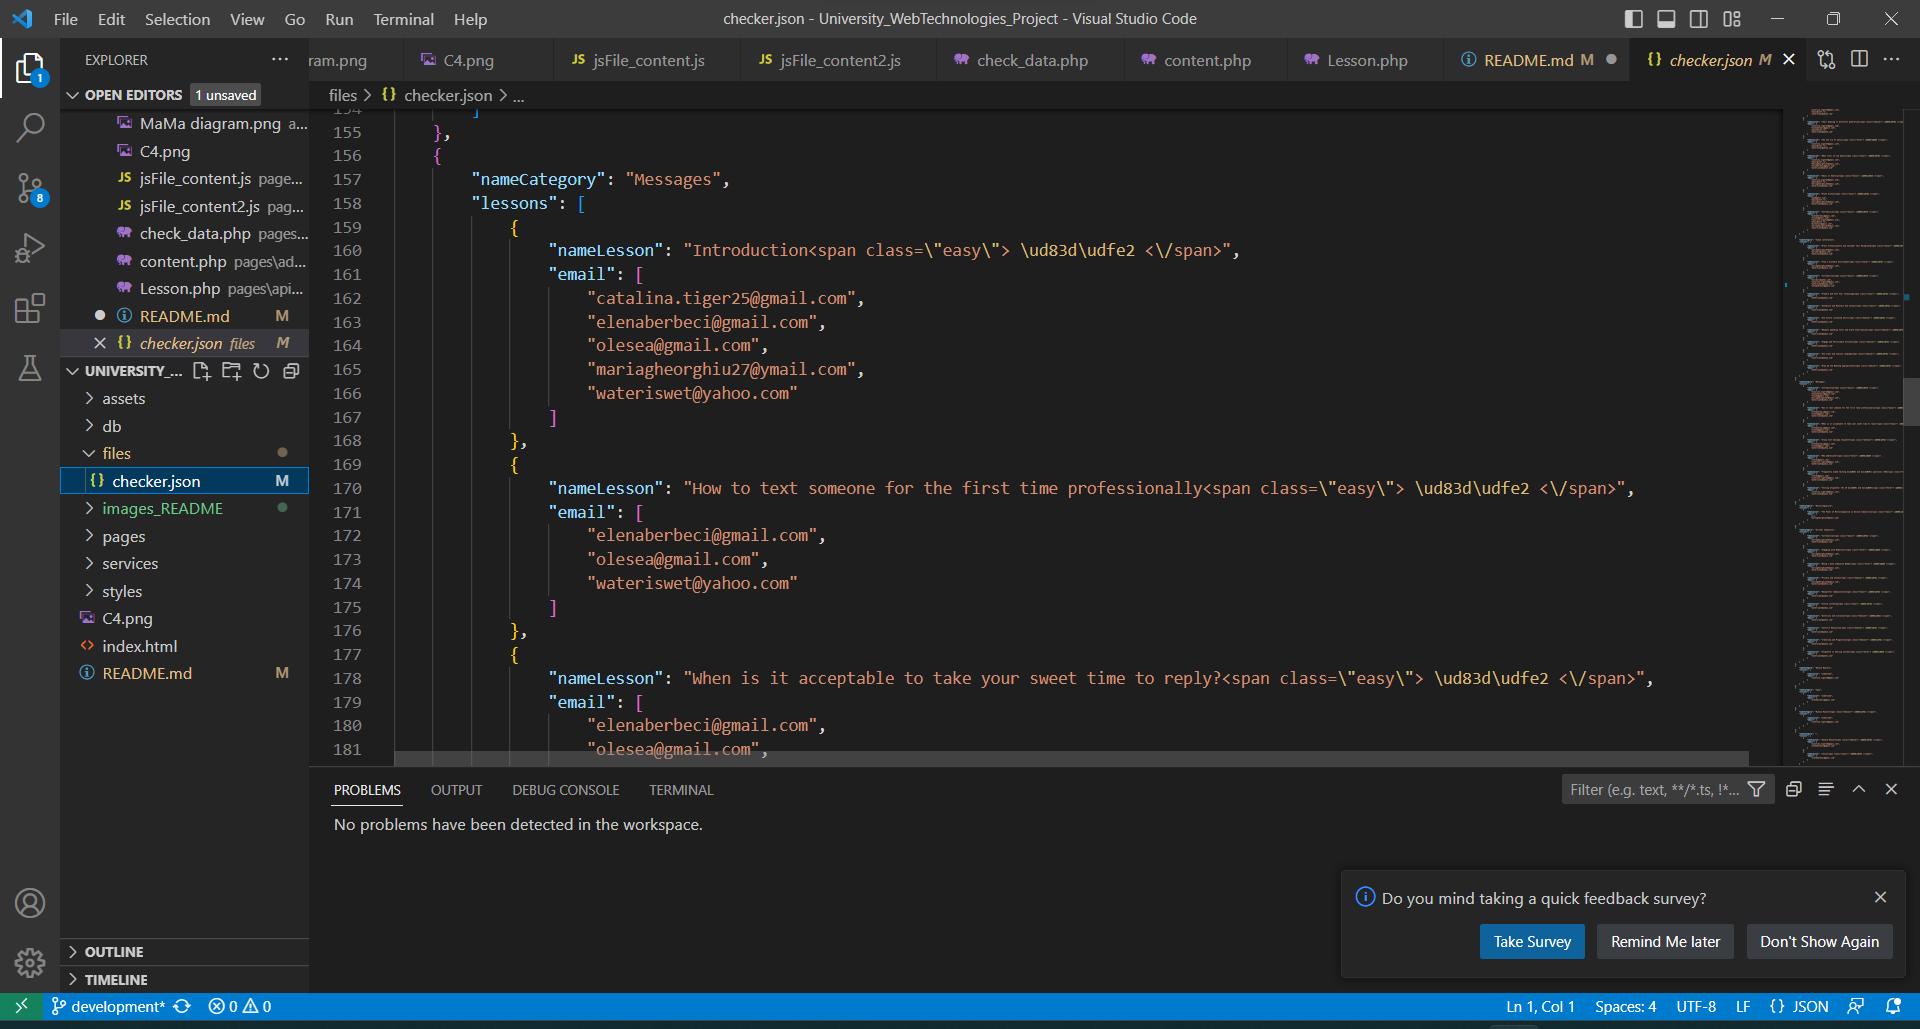 File Edit Selection View Go Run Terminal Help
checker.json - University_WebTechnologies_Project - Visual Studio Code
EXPLORER ...
ram.png C4.png JS jsFile_content.js JS jsFile_content2.js check_data.php content.php Lesson.php README.md M {} checker.json M
1
OPEN EDITORS 1 unsaved
files > {} checker.json > ...
MaMa diagram.png a...
C4.png
JS jsFile_content.js page...
JS jsFile_content2.js pag...
8
check_data.php pages...
content.php pages\ad...
Lesson.php pages\api...
README.md M
{} checker.json files M
UNIVERSITY_...
assets
db
files
{} checker.json M
images_README
pages
services
styles
C4.png
index.html
README.md M
OUTLINE
TIMELINE
154 ]
155 },
156 {
157 "nameCategory": "Messages",
158 "lessons": [
159 {
160 "nameLesson": "Introduction<span class=\"easy\"> \ud83d\udfe2 <\/span>",
161 "email": [
162 "catalina.tiger25@gmail.com",
163 "elenaberbeci@gmail.com",
164 "olesea@gmail.com",
165 "mariagheorghiu27@ymail.com",
166 "wateriswet@yahoo.com"
167 ]
168 },
169 {
170 "nameLesson": "How to text someone for the first time professionally<span class=\"easy\"> \ud83d\udfe2 <\/span>",
171 "email": [
172 "elenaberbeci@gmail.com",
173 "olesea@gmail.com",
174 "wateriswet@yahoo.com"
175 ]
176 },
177 {
178 "nameLesson": "When is it acceptable to take your sweet time to reply?<span class=\"easy\"> \ud83d\udfe2 <\/span>",
179 "email": [
180 "elenaberbeci@gmail.com",
181 "olesea@gmail.com",
PROBLEMS OUTPUT DEBUG CONSOLE TERMINAL Filter (e.g. text, **/*.ts, !*...
No problems have been detected in the workspace.
Do you mind taking a quick feedback survey?
Take Survey Remind Me later Don't Show Again
development* 0 0 Ln 1, Col 1 Spaces: 4 UTF-8 LF {} JSON